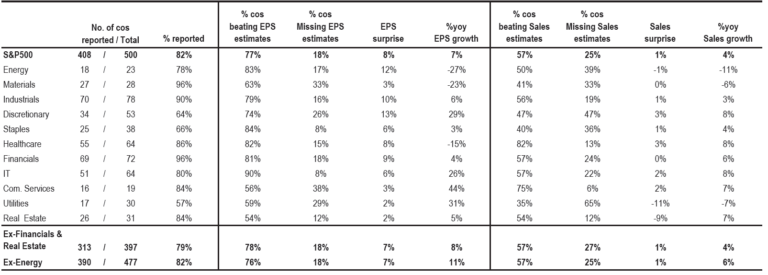 No. of cos reported / Total % reported % cos beating EPS estimates % cos Missing EPS estimates EPS surprise %yoy EPS growth % cos beating Sales estimates % cos Missing Sales estimates Sales surprise %yoy Sales growth
S&P500 408 / 500 82% 77% 18% 8% 7% 57% 25% 1% 4%
Energy 18 / 23 78% 83% 17% 12% -27% 50% 39% -1% -11%
Materials 27 / 28 96% 63% 33% 3% -23% 41% 33% 0% -6%
Industrials 70 / 78 90% 79% 16% 10% 6% 56% 19% 1% 3%
Discretionary 34 / 53 64% 74% 26% 13% 29% 47% 47% 3% 8%
Staples 25 / 38 66% 84% 8% 6% 3% 40% 36% 1% 4%
Healthcare 55 / 64 86% 82% 15% 8% -15% 82% 13% 3% 8%
Financials 69 / 72 96% 81% 18% 9% 4% 57% 24% 0% 6%
IT 51 / 64 80% 90% 8% 6% 26% 57% 22% 2% 8%
Com. Services 16 / 19 84% 56% 38% 3% 44% 75% 6% 2% 7%
Utilities 17 / 30 57% 59% 29% 2% 31% 35% 65% -11% -7%
Real Estate 26 / 31 84% 54% 12% 2% 5% 54% 12% -9% 7%
Ex-Financials &
Real Estate 313 / 397 79% 78% 18% 7% 8% 57% 27% 1% 4%
Ex-Energy 390 / 477 82% 76% 18% 7% 11% 57% 25% 1% 6%